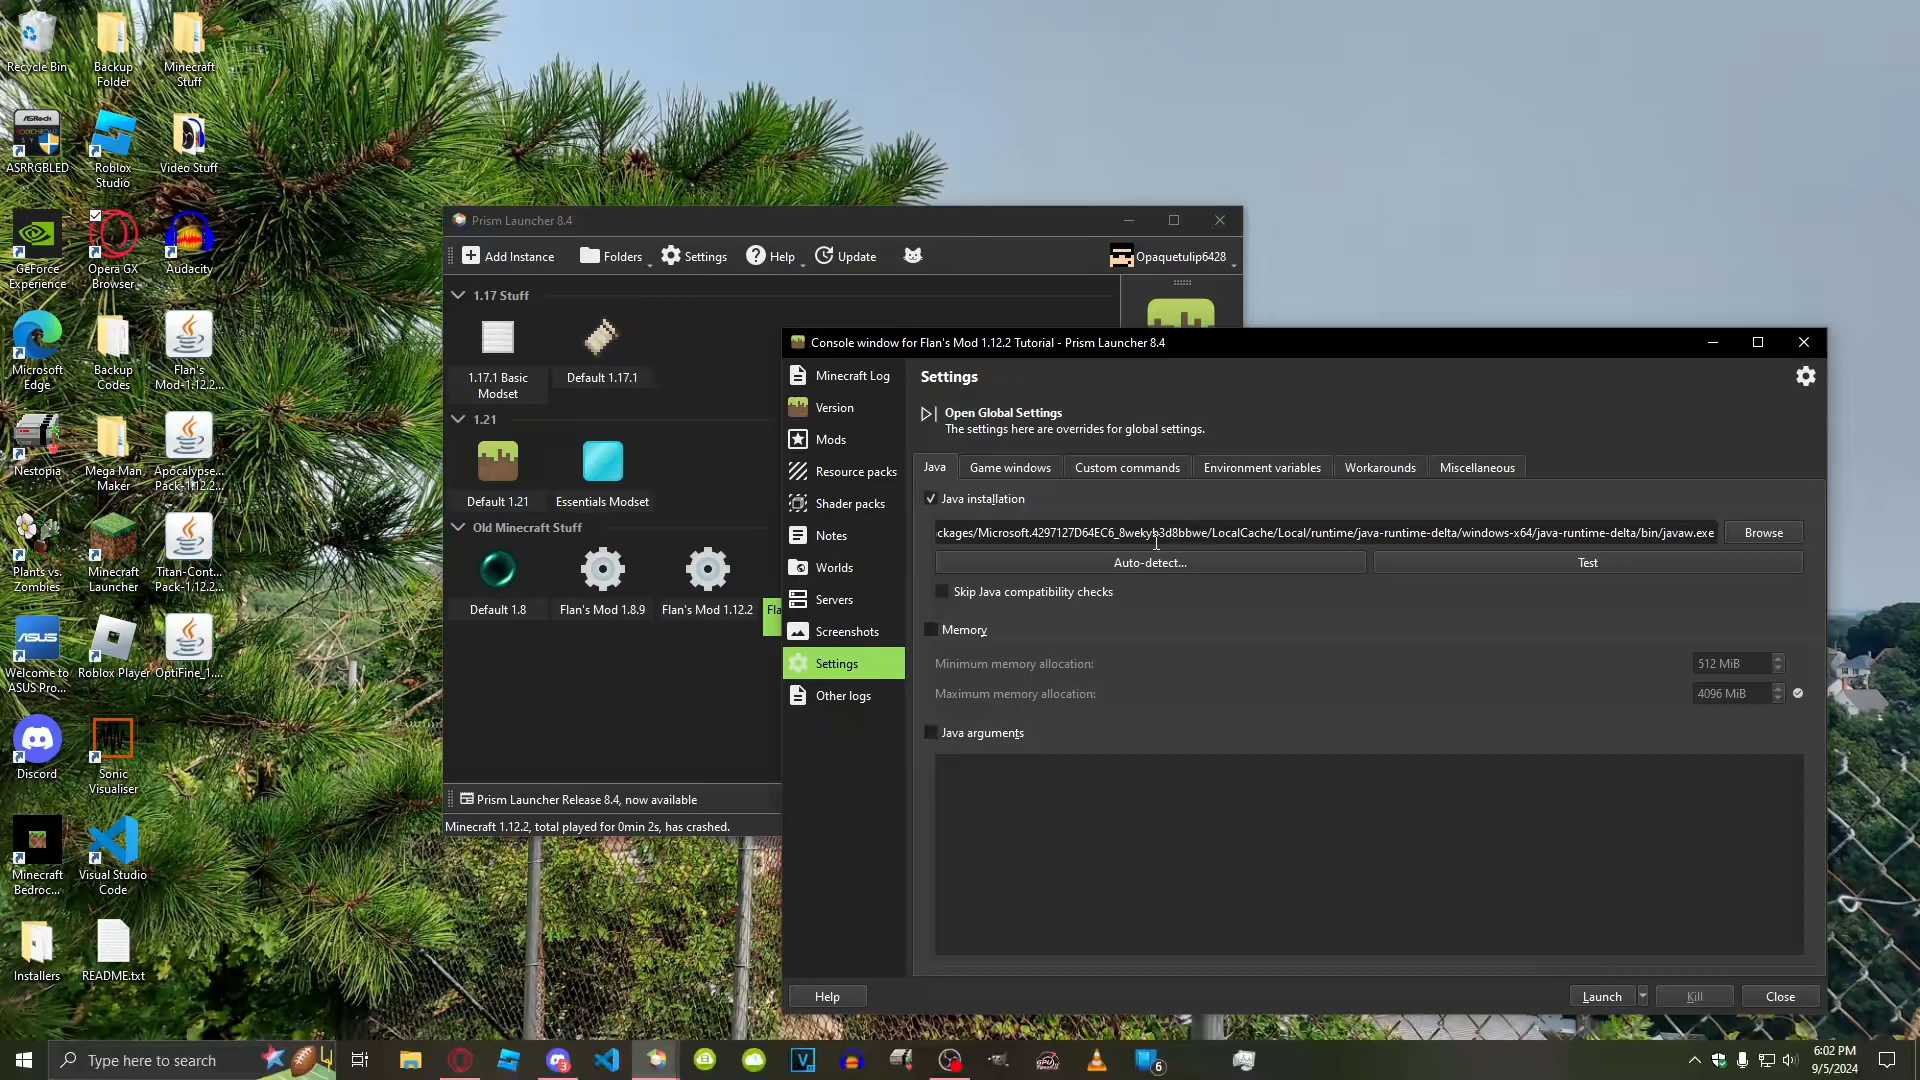 Recycle Bin
Backup Folder
Minecraft Stuff
ASRRGBLED
Roblox Studio
Video Stuff
GeForce Experience
Opera GX Browser
Audacity
Microsoft Edge
Backup Codes
Flan's Mod-1.12.2...
Nestopia
Mega Man Maker
Apocalypse... Pack-1.12.2...
Plants vs. Zombies
Minecraft Launcher
Titan-Cont... Pack-1.12.2...
Welcome to ASUS Pro...
Roblox Player
OptiFine_1....
Discord
Sonic Visualiser
Minecraft Bedroc...
Visual Studio Code
Installers
README.txt
Prism Launcher 8.4
Add Instance
Folders
Settings
Help
Update
Opaquetulip6428
1.17 Stuff
1.17.1 Basic Modset
Default 1.17.1
1.21
Default 1.21
Essentials Modset
Old Minecraft Stuff
Default 1.8
Flan's Mod 1.8.9
Flan's Mod 1.12.2
Fla
Prism Launcher Release 8.4, now available
Minecraft 1.12.2, total played for 0min 2s, has crashed.
Console window for Flan's Mod 1.12.2 Tutorial - Prism Launcher 8.4
Minecraft Log
Version
Mods
Resource packs
Shader packs
Notes
Worlds
Servers
Screenshots
Settings
Other logs
Settings
Open Global Settings
The settings here are overrides for global settings.
Java
Game windows
Custom commands
Environment variables
Workarounds
Miscellaneous
Java installation
ckages/Microsoft.4297127D64EC6_8wekyb3d8bbwe/LocalCache/Local/runtime/java-runtime-delta/windows-x64/java-runtime-delta/bin/javaw.exe
Browse
Auto-detect...
Test
Skip Java compatibility checks
Memory
Minimum memory allocation:
512 MiB
Maximum memory allocation:
4096 MiB
Java arguments
Help
Launch
Kill
Close
Type here to search
3
6
6:02 PM
9/5/2024